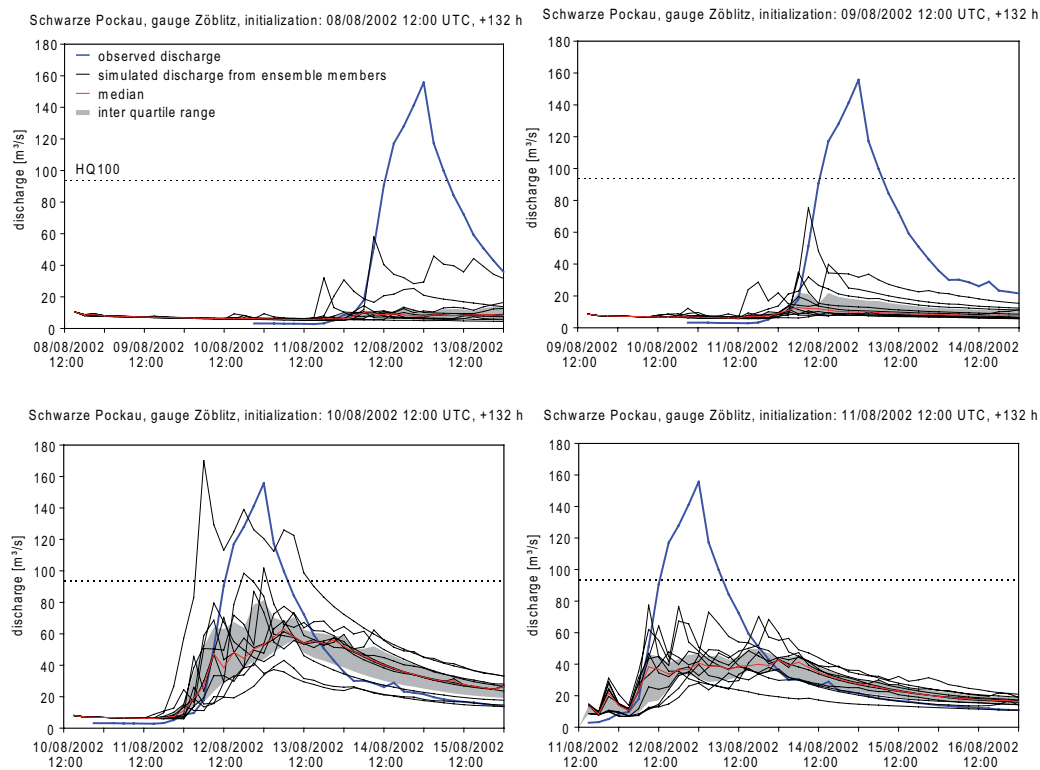 Schwarze Pockau, gauge Zöblitz, initialization: 08/08/2002 12:00 UTC, +132 h
180
160
140
120
100
80
60
40
20
0
discharge [m³/s]
observed discharge
simulated discharge from ensemble members
median
inter quartile range
HQ100
08/08/2002 09/08/2002 10/08/2002 11/08/2002 12/08/2002 13/08/2002
12:00 12:00 12:00 12:00 12:00 12:00
Schwarze Pockau, gauge Zöblitz, initialization: 09/08/2002 12:00 UTC, +132 h
180
160
140
120
100
80
60
40
20
0
discharge [m³/s]
09/08/2002 10/08/2002 11/08/2002 12/08/2002 13/08/2002 14/08/2002
12:00 12:00 12:00 12:00 12:00 12:00
Schwarze Pockau, gauge Zöblitz, initialization: 10/08/2002 12:00 UTC, +132 h
180
160
140
120
100
80
60
40
20
0
discharge [m³/s]
10/08/2002 11/08/2002 12/08/2002 13/08/2002 14/08/2002 15/08/2002
12:00 12:00 12:00 12:00 12:00 12:00
Schwarze Pockau, gauge Zöblitz, initialization: 11/08/2002 12:00 UTC, +132 h
180
160
140
120
100
80
60
40
20
0
discharge [m³/s]
11/08/2002 12/08/2002 13/08/2002 14/08/2002 15/08/2002 16/08/2002
12:00 12:00 12:00 12:00 12:00 12:00